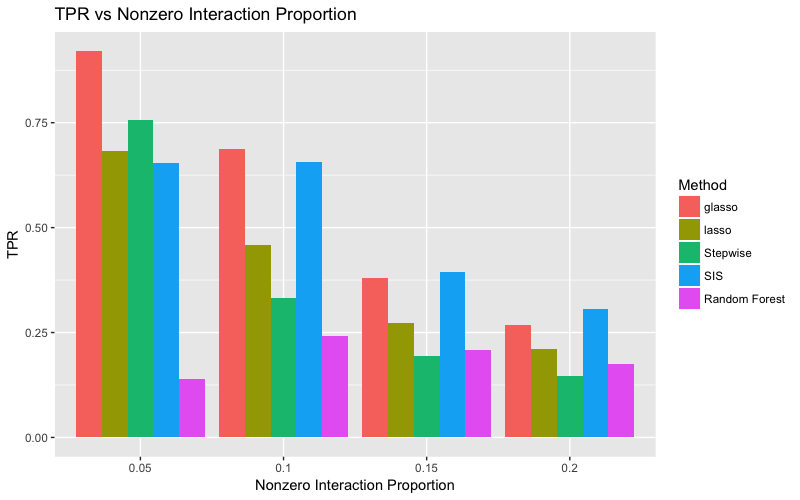 TPR vs Nonzero Interaction Proportion
TPR
0.75
0.50
0.25
0.00
0.05 0.1 0.15 0.2
Nonzero Interaction Proportion
Method
glasso
lasso
Stepwise
SIS
Random Forest